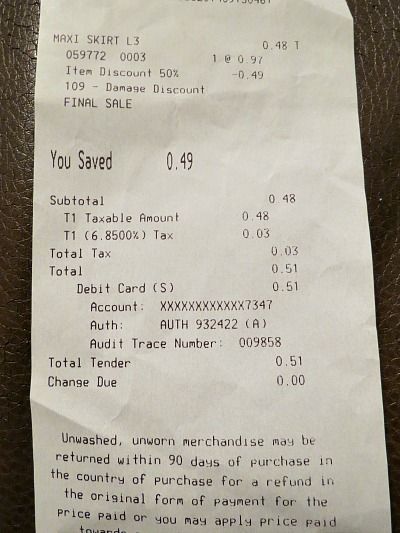 MAXI SKIRT L3 0.48 T
059772 0003 1 @ 0.97
Item Discount 50% -0.49
109 - Damage Discount
FINAL SALE
You Saved 0.49
Subtotal 0.48
T1 Taxable Amount 0.48
T1 (6.8500%) Tax 0.03
Total Tax 0.03
Total 0.51
Debit Card (S) 0.51
Account: XXXXXXXXXXXX7347
Auth: AUTH 932422 (A)
Audit Trace Number: 009858
Total Tender 0.51
Change Due 0.00
Unwashed, unworn merchandise may be
returned within 90 days of purchase in
the country of purchase for a refund in
the original form of payment for the
price paid or you may apply price paid